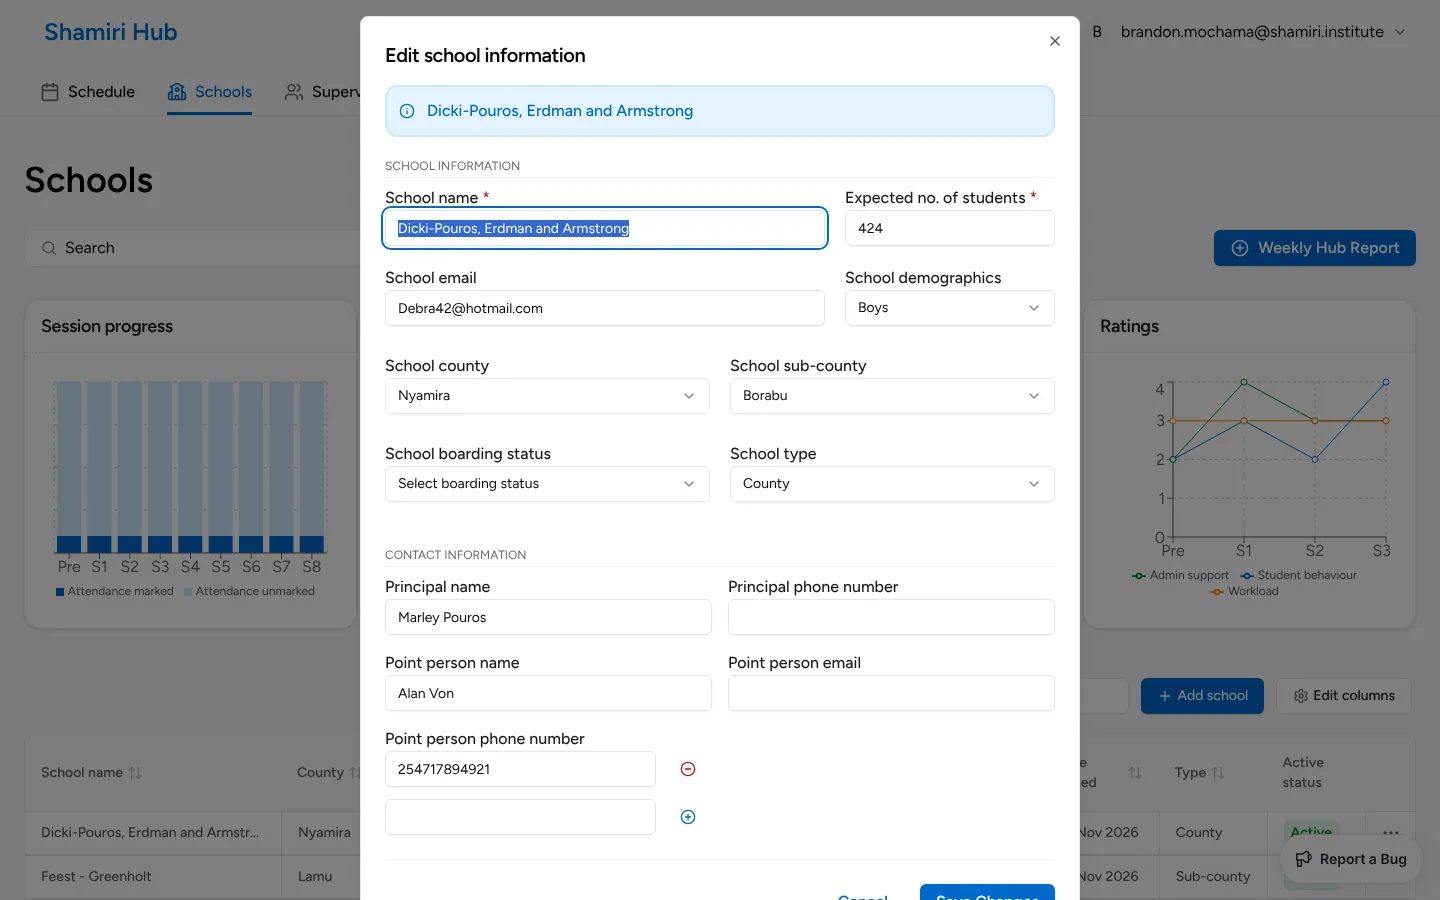 Shamiri Hub
B brandon.mochama@shamiri.institute
Schedule Schools
Schools
Search
Weekly Hub Report
Session progress
Pre S1 S2 S3 S4 S5 S6 S7 S8
Attendance marked Attendance unmarked
Ratings
4
3
2
1
0
Pre S1 S2 S3
Admin support Student behaviour
Workload
Add school Edit columns
School name County Type Active status
Dicki-Pouros, Erdman and Armstr... Nyamira Nov 2026 County Active
Feest - Greenholt Lamu Nov 2026 Sub-county
Report a Bug
Edit school information
Dicki-Pouros, Erdman and Armstrong
SCHOOL INFORMATION
School name * Expected no. of students *
Dicki-Pouros, Erdman and Armstrong 424
School email School demographics
Debra42@hotmail.com Boys
School county School sub-county
Nyamira Borabu
School boarding status School type
Select boarding status County
CONTACT INFORMATION
Principal name Principal phone number
Marley Pouros
Point person name Point person email
Alan Von
Point person phone number
254717894921
Cancel Save Changes